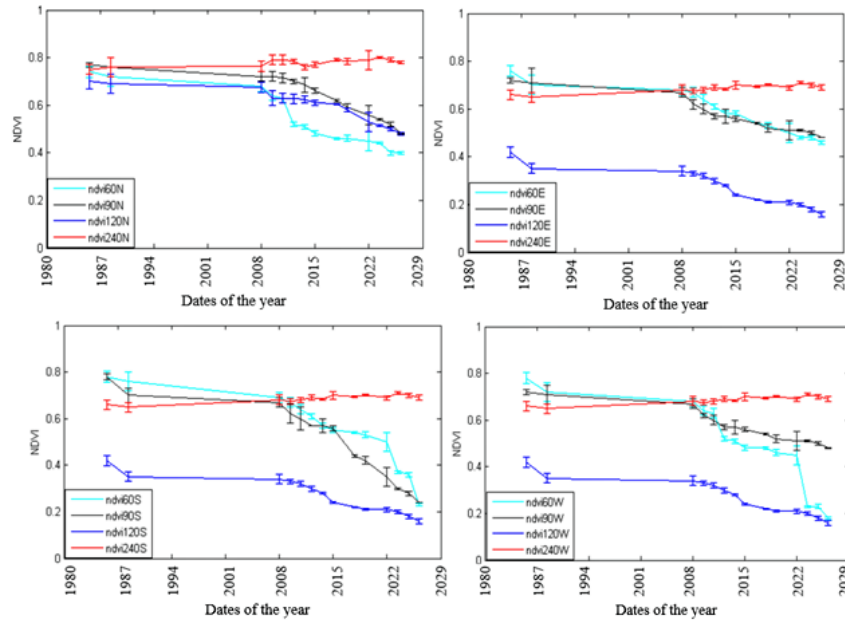 1
0.8
0.6
0.4
0.2
0
NDVI
ndvi60N
ndvi90N
ndvi120N
ndvi240N
1980
1987
1994
2001
2008
2015
2022
2029
Dates of the year
1
0.8
0.6
0.4
0.2
0
NDVI
ndvi60E
ndvi90E
ndvi120E
ndvi240E
1980
1987
1994
2001
2008
2015
2022
2029
Dates of the year
1
0.8
0.6
0.4
0.2
0
NDVI
ndvi60S
ndvi90S
ndvi120S
ndvi240S
1980
1987
1994
2001
2008
2015
2022
2029
Dates of the year
1
0.8
0.6
0.4
0.2
0
NDVI
ndvi60W
ndvi90W
ndvi120W
ndvi240W
1980
1987
1994
2001
2008
2015
2022
2029
Dates of the year